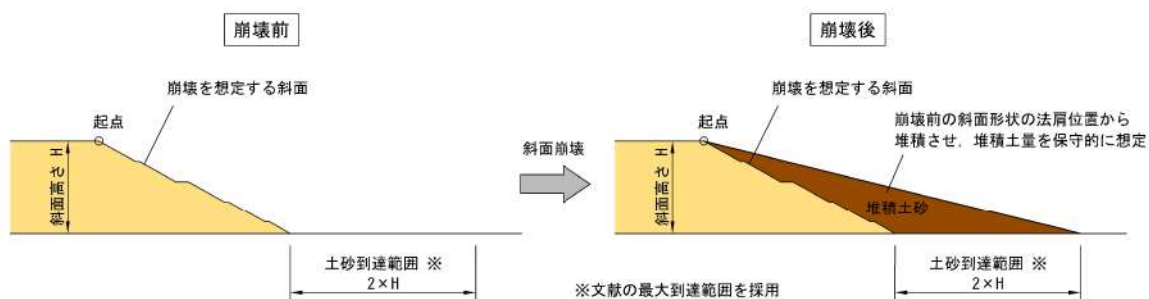 崩壊前
崩壊を想定する斜面
起点
斜面高さ H
土砂到達範囲 ※
2×H
斜面崩壊
崩壊後
崩壊を想定する斜面
起点
崩壊前の斜面形状の法肩位置から
堆積させ，堆積土量を保守的に想定
斜面高さ H
堆積土砂
土砂到達範囲 ※
2×H
※文献の最大到達範囲を採用